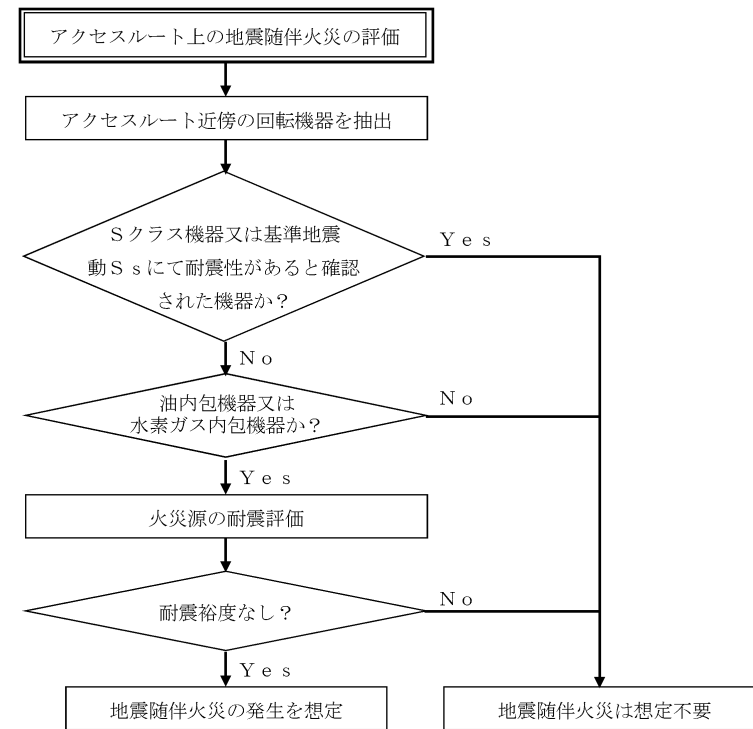 アクセスルート上の地震随伴火災の評価
アクセスルート近傍の回転機器を抽出
Ｓクラス機器又は基準地震
動Ｓｓにて耐震性があると確認
された機器か？
Ｙｅｓ
Ｎｏ
油内包機器又は
水素ガス内包機器か？
Ｎｏ
Ｙｅｓ
火災源の耐震評価
耐震裕度なし？
Ｎｏ
Ｙｅｓ
地震随伴火災の発生を想定
地震随伴火災は想定不要